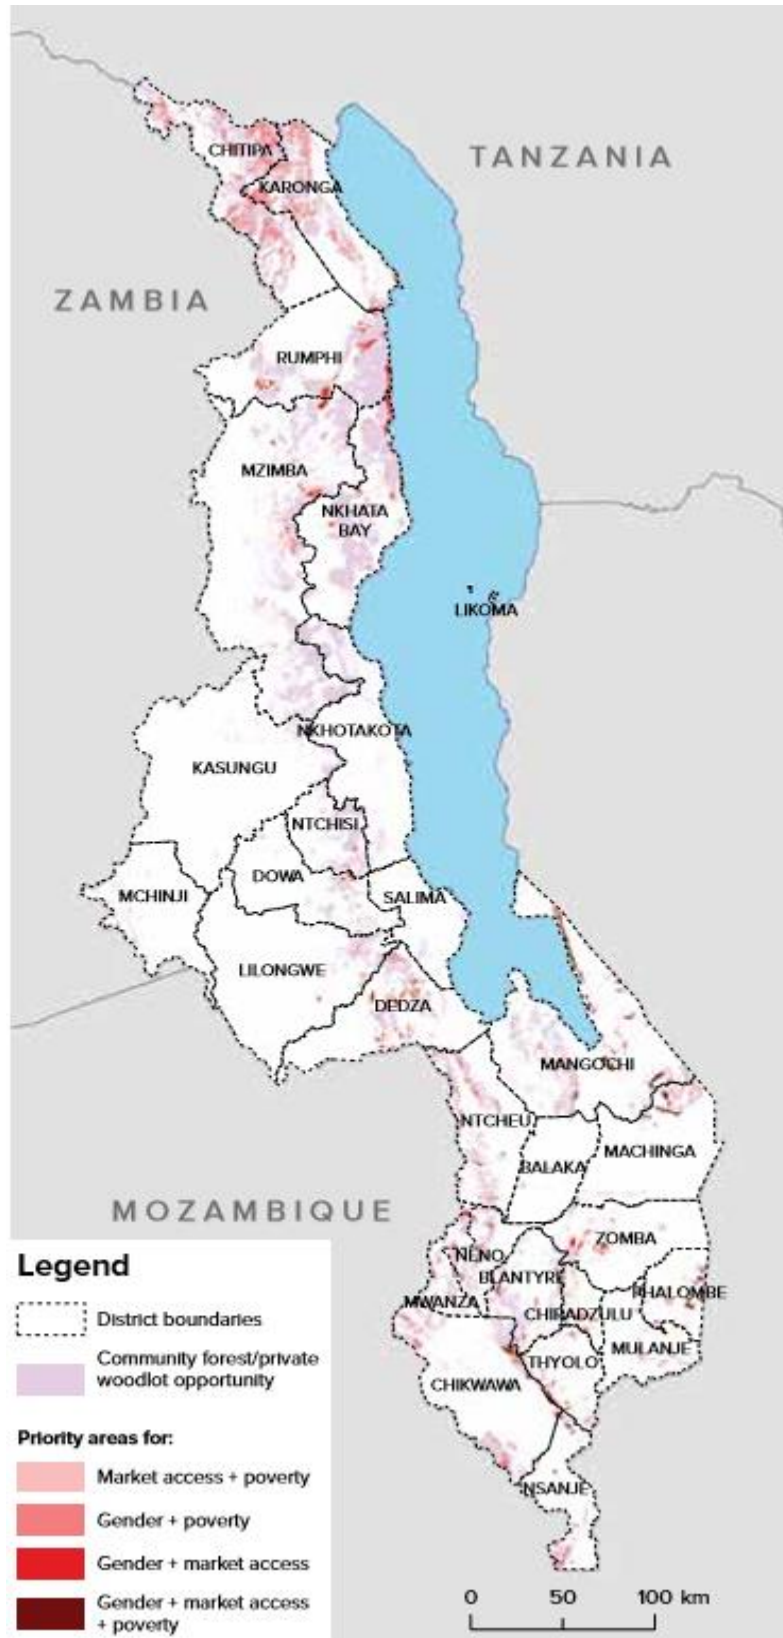 TANZANIA
CHITIPA
KARONGA
ZAMBIA
RUMPHI
MZIMBA
NKHATA
BAY
LIKOMA
NKHOTAKOTA
KASUNGU
NTCHISI
DOWA
MCHINJI
SALIMA
LILONGWE
DEDZA
MANGOCHI
NTCHEU
MACHINGA
BALAKA
MOZAMBIQUE
ZOMBA
NENO
BLANTYRE
PHALOMBE
MWANZA
CHIRADZULU
MULANJE
THYOLO
CHIKWAWA
NSANJE
Legend
District boundaries
Community forest/private
woodlot opportunity
Priority areas for:
Market access + poverty
Gender + poverty
Gender + market access
Gender + market access
+ poverty
0 50 100 km